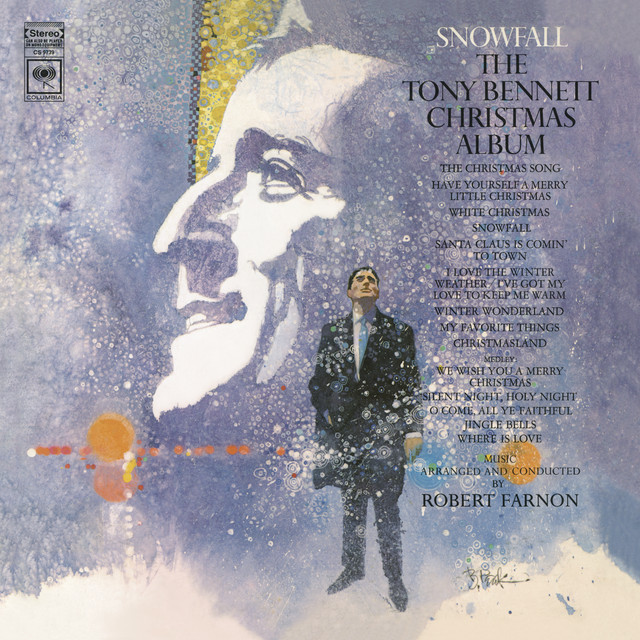 Stereo
CS 9739
COLUMBIA
SNOWFALL
THE
TONY BENNETT
CHRISTMAS
ALBUM
THE CHRISTMAS SONG
HAVE YOURSELF A MERRY
LITTLE CHRISTMAS
WHITE CHRISTMAS
SNOWFALL
SANTA CLAUS IS COMIN'
TO TOWN
I LOVE THE WINTER
WEATHER / I'VE GOT MY
LOVE TO KEEP ME WARM
WINTER WONDERLAND
MY FAVORITE THINGS
CHRISTMASLAND
MEDLEY:
WE WISH YOU A MERRY
CHRISTMAS
SILENT NIGHT, HOLY NIGHT
O COME, ALL YE FAITHFUL
JINGLE BELLS
WHERE IS LOVE
MUSIC
ARRANGED AND CONDUCTED
BY
ROBERT FARNON